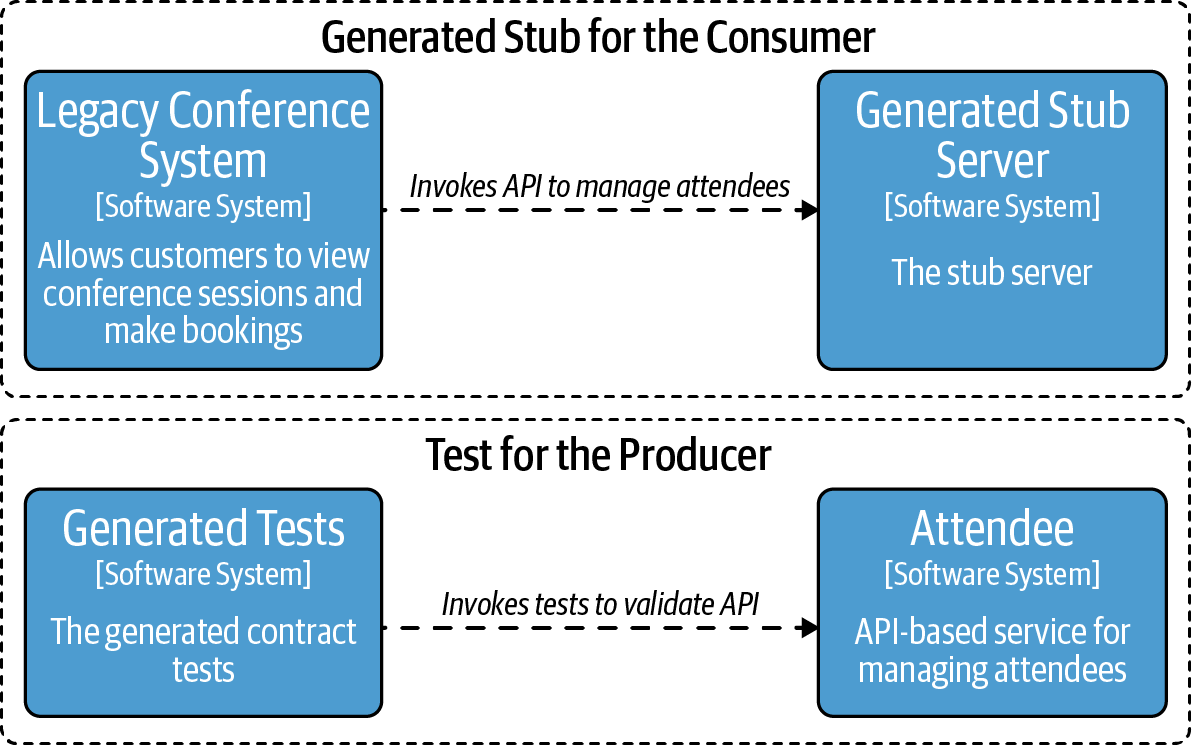 Generated Stub for the Consumer
Legacy Conference
System
[Software System]
Allows customers to view
conference sessions and
make bookings
Invokes API to manage attendees
Generated Stub
Server
[Software System]
The stub server
Test for the Producer
Generated Tests
[Software System]
The generated contract
tests
Invokes tests to validate API
Attendee
[Software System]
API-based service for
managing attendees